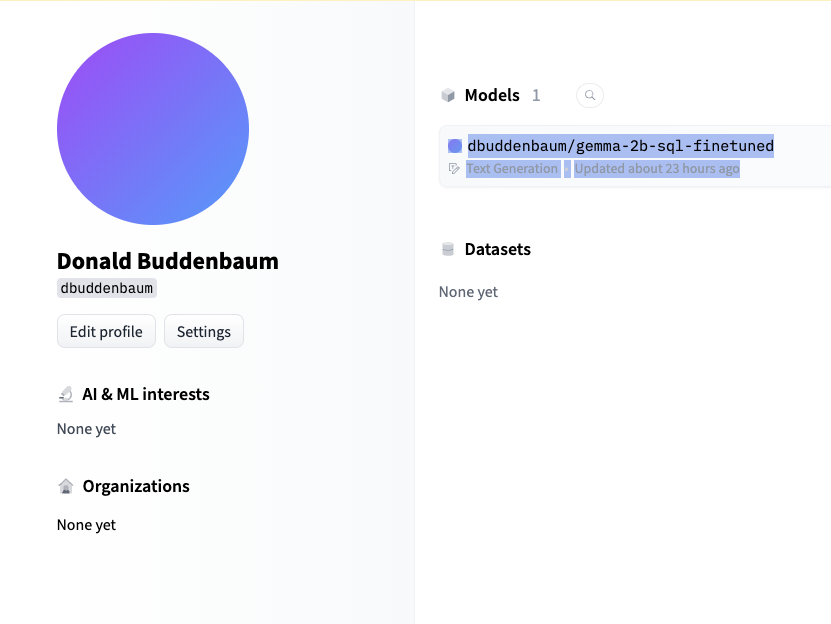 Donald Buddenbaum
dbuddenbaum
Edit profile Settings
AI & ML interests
None yet
Organizations
None yet
Models 1
dbuddenbaum/gemma-2b-sql-finetuned
Text Generation · Updated about 23 hours ago
Datasets
None yet